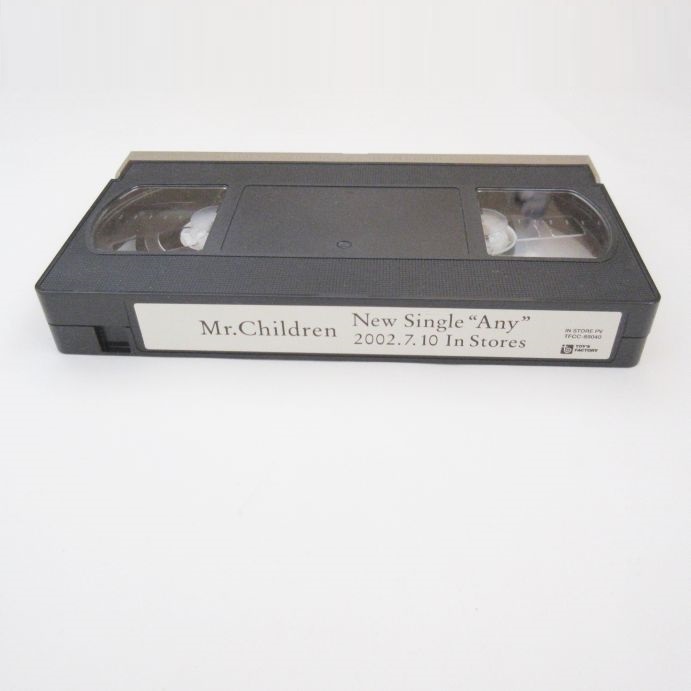 Mr.Children
New Single “Any”
2002.7.10 In Stores
IN STORE PV
TFCC-89040
TOY'S
FACTORY